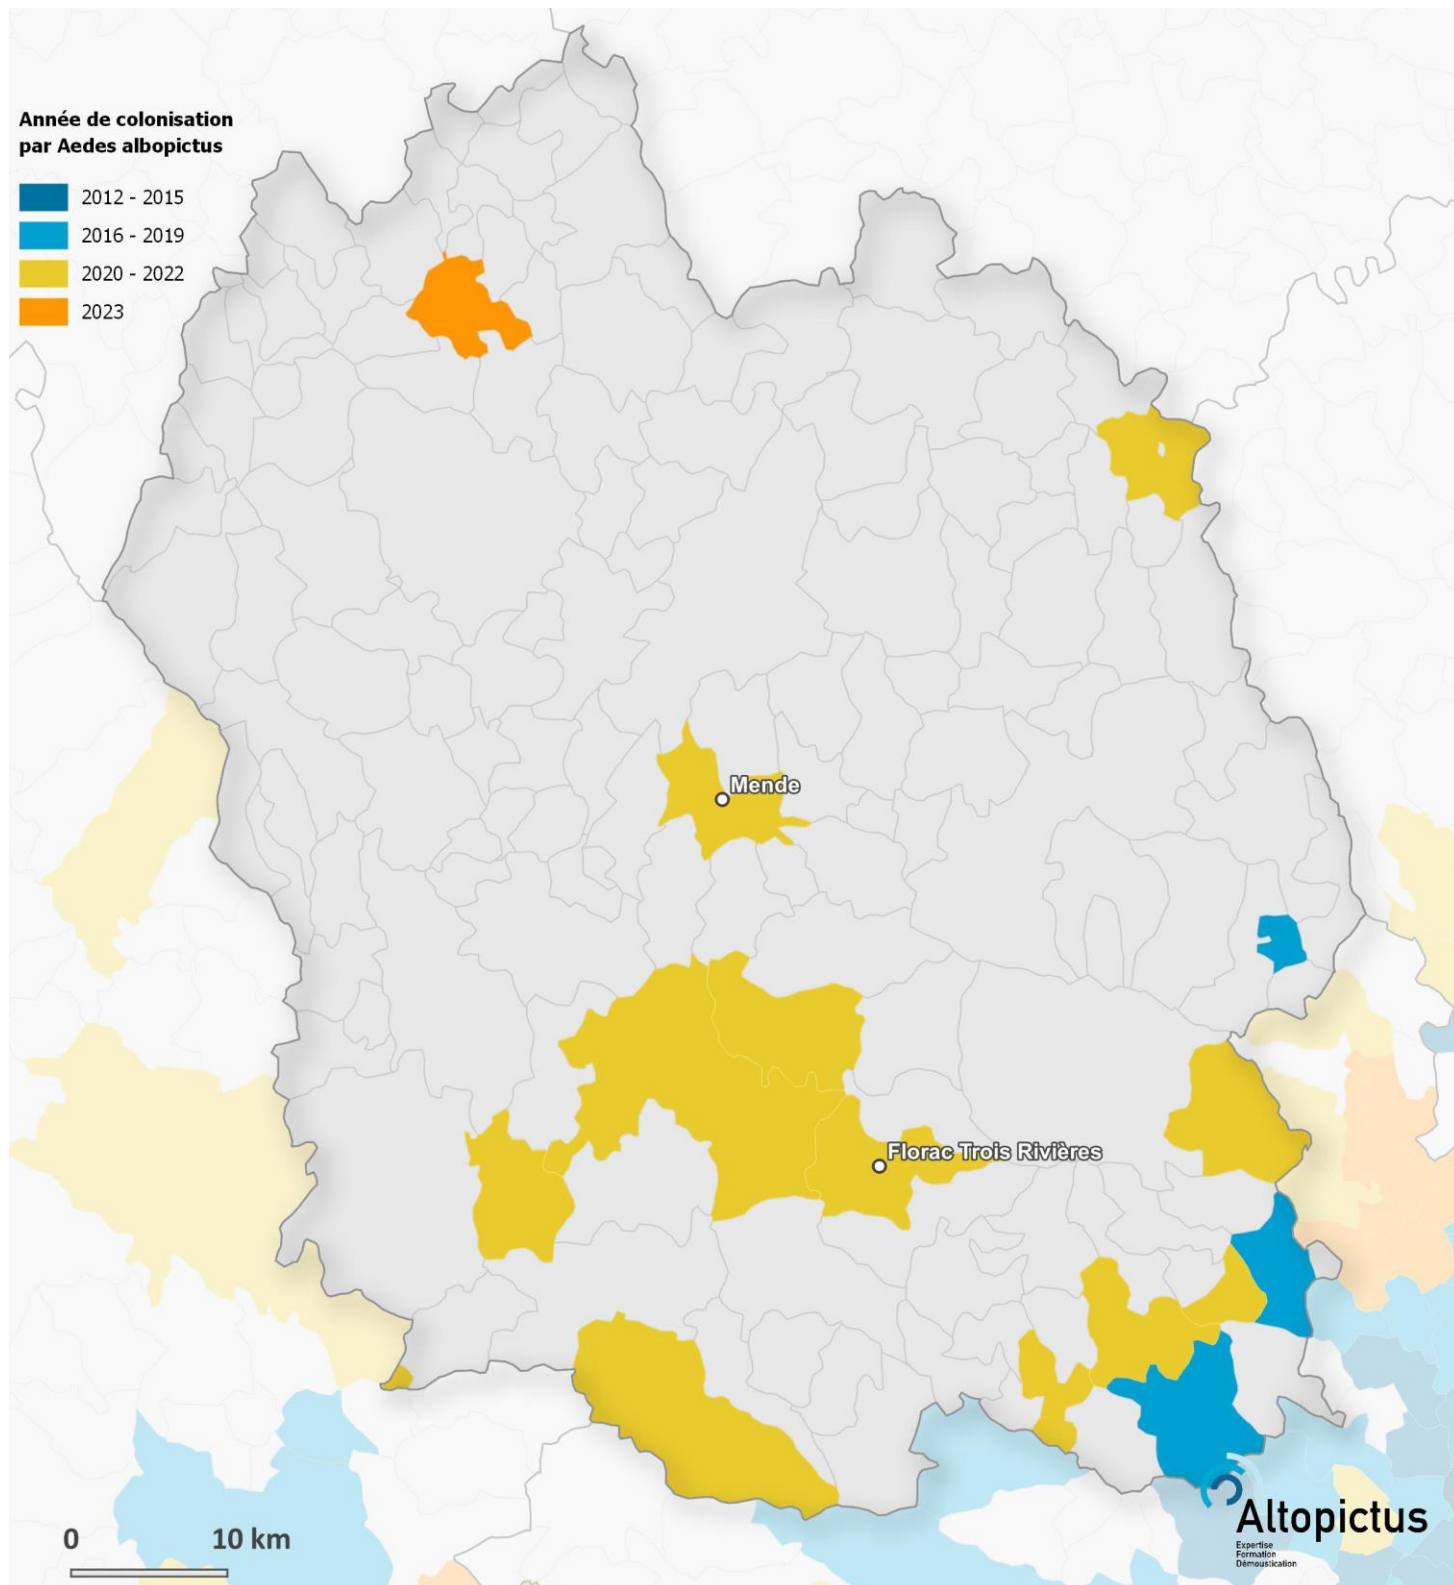 Année de colonisation
par Aedes albopictus
2012 - 2015
2016 - 2019
2020 - 2022
2023
Mende
Florac Trois Rivières
0 10 km
Altopictus
Expertise
Formation
Démoustication